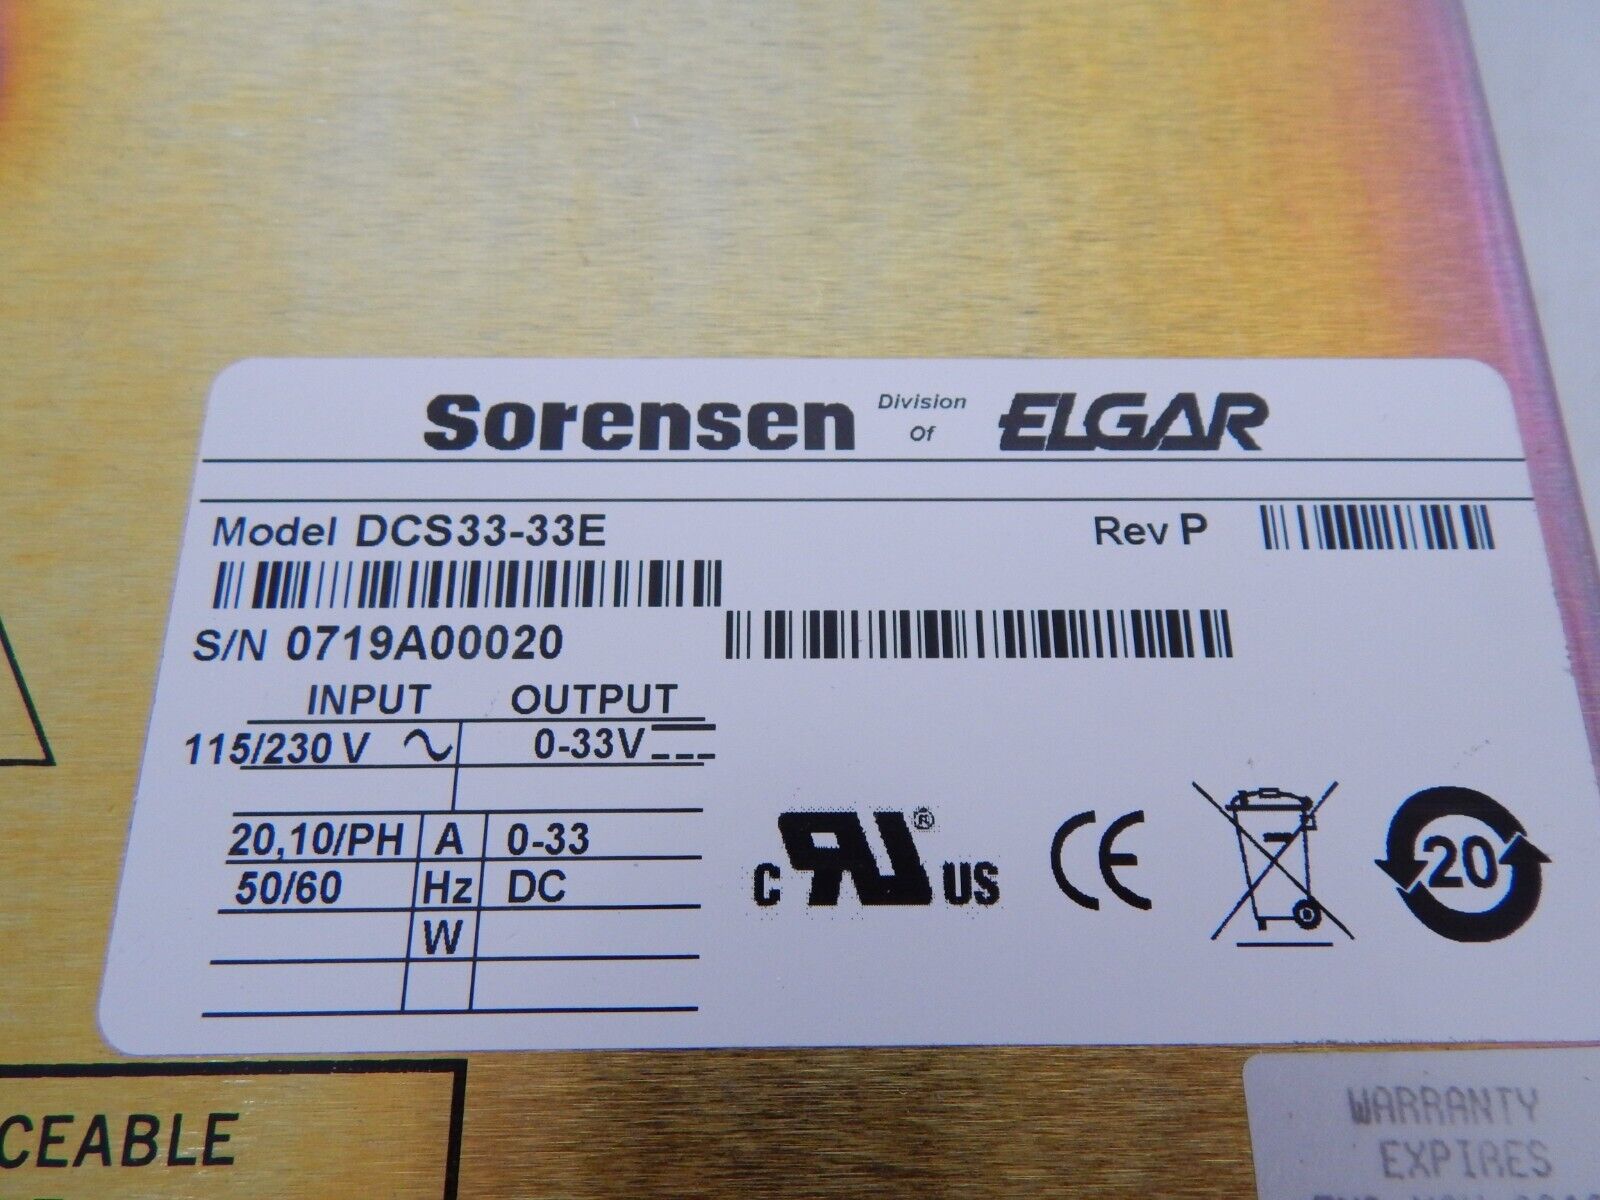 Sorensen Division Of ELGAR
Model DCS33-33E Rev P
S/N 0719A00020
INPUT OUTPUT
115/230 V 0-33V
20,10/PH A 0-33
50/60 Hz DC
W
C RU ® US CE 20
CEABLE
WARRANTY
EXPIRES